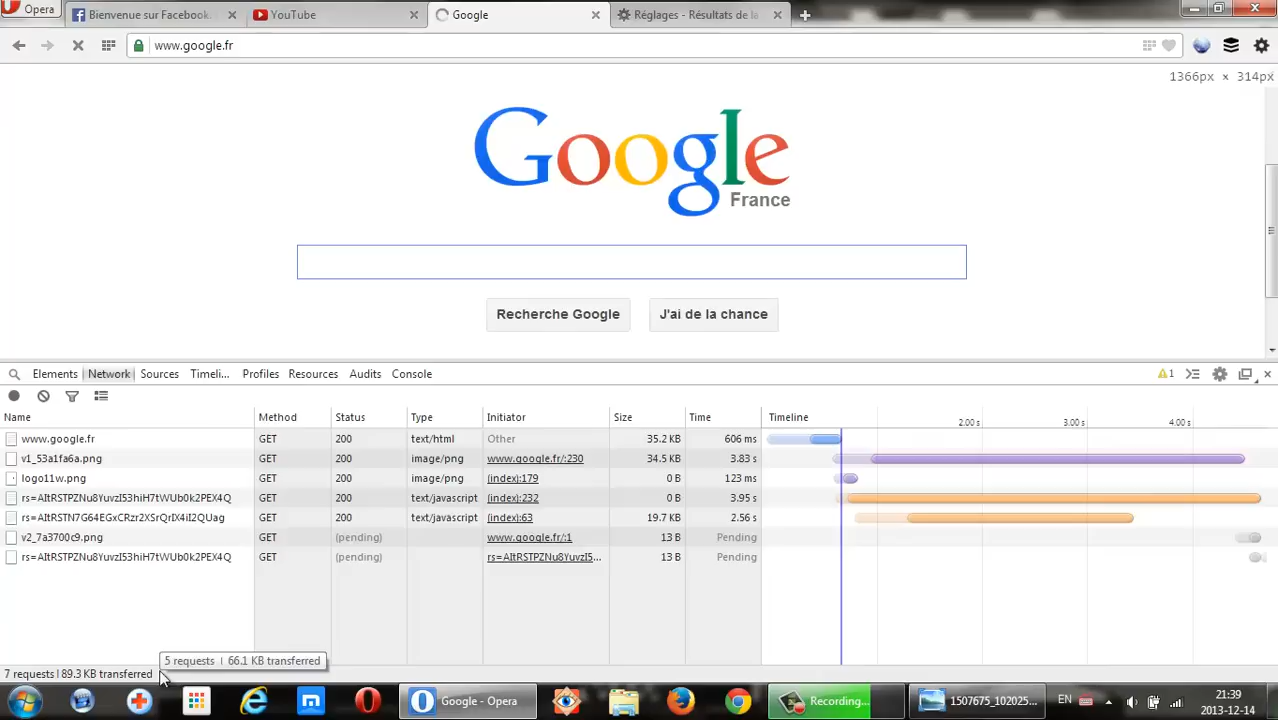 Opera
Bienvenue sur Facebook.
YouTube
Google
Réglages - Résultats de la
www.google.fr
1366px x 314px
Google
France
Recherche Google
J'ai de la chance
Elements Network Sources Timeli... Profiles Resources Audits Console
1
Name Method Status Type Initiator Size Time Timeline
2.00 s 3.00 s 4.00 s
www.google.fr GET 200 text/html Other 35.2 KB 606 ms
v1_53a1fa6a.png GET 200 image/png www.google.fr/:230 34.5 KB 3.83 s
logo11w.png GET 200 image/png (index):179 0 B 123 ms
rs=AItRSTPZNu8YuvzI53hiH7tWUb0k2PEX4Q GET 200 text/javascript (index):232 0 B 3.95 s
rs=AItRSTN7G64EGxCRzr2XSrQrIX4iI2QUag GET 200 text/javascript (index):63 19.7 KB 2.56 s
v2_7a3700c9.png GET (pending) www.google.fr/:1 13 B Pending
rs=AItRSTPZNu8YuvzI53hiH7tWUb0k2PEX4Q GET (pending) rs=AItRSTPZNu8YuvzI5... 13 B Pending
5 requests | 66.1 KB transferred
7 requests | 89.3 KB transferred
Google - Opera
Recording...
1507675_102025...
EN
21:39
2013-12-14